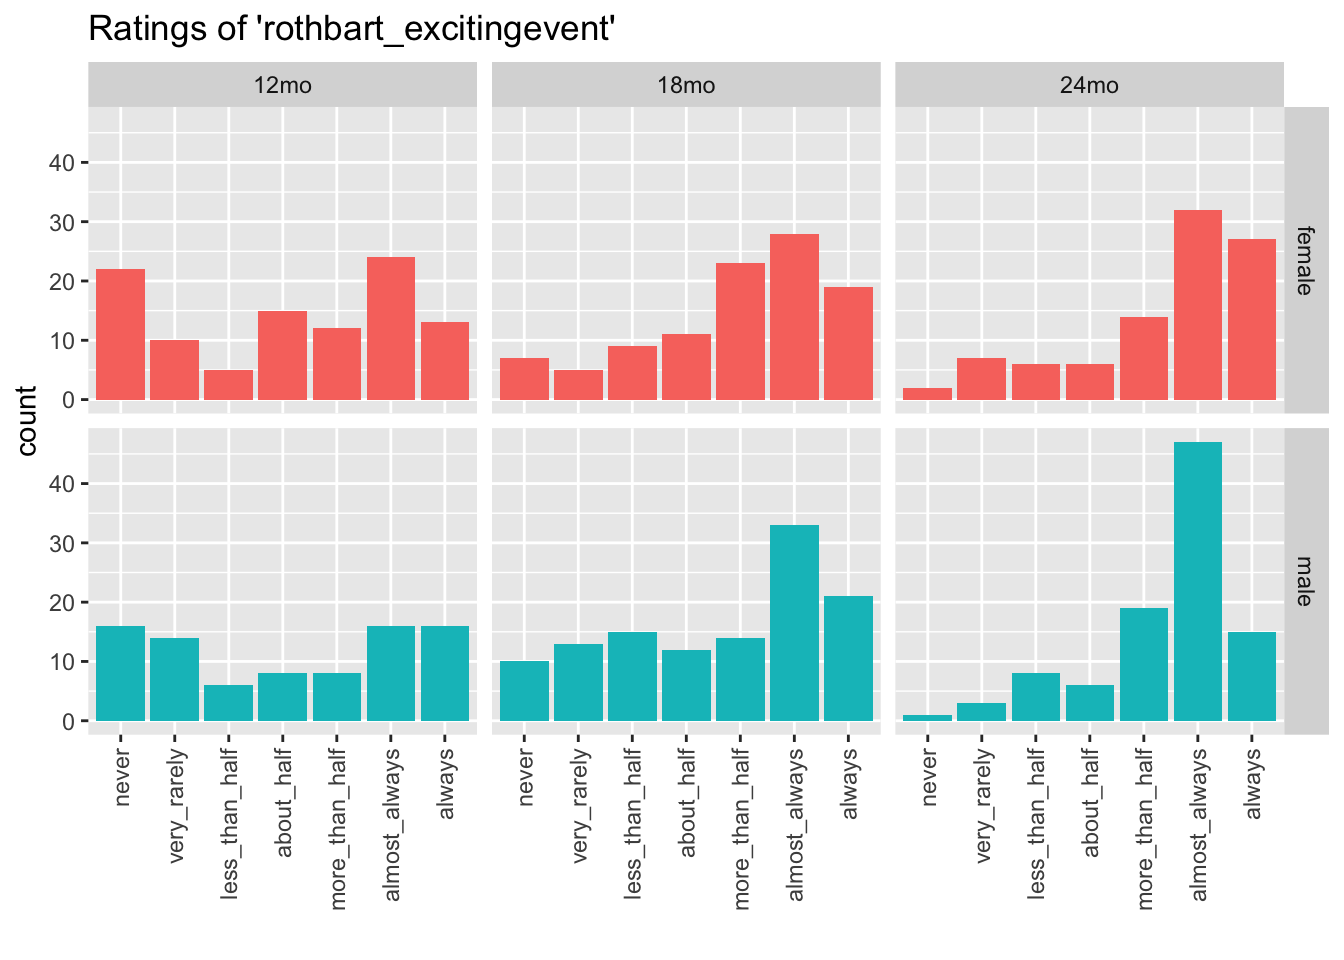 Ratings of 'rothbart_excitingevent'
12mo 18mo 24mo
count
40
30
20
10
0
female
40
30
20
10
0
male
never very_rarely less_than_half about_half more_than_half almost_always always
never very_rarely less_than_half about_half more_than_half almost_always always
never very_rarely less_than_half about_half more_than_half almost_always always